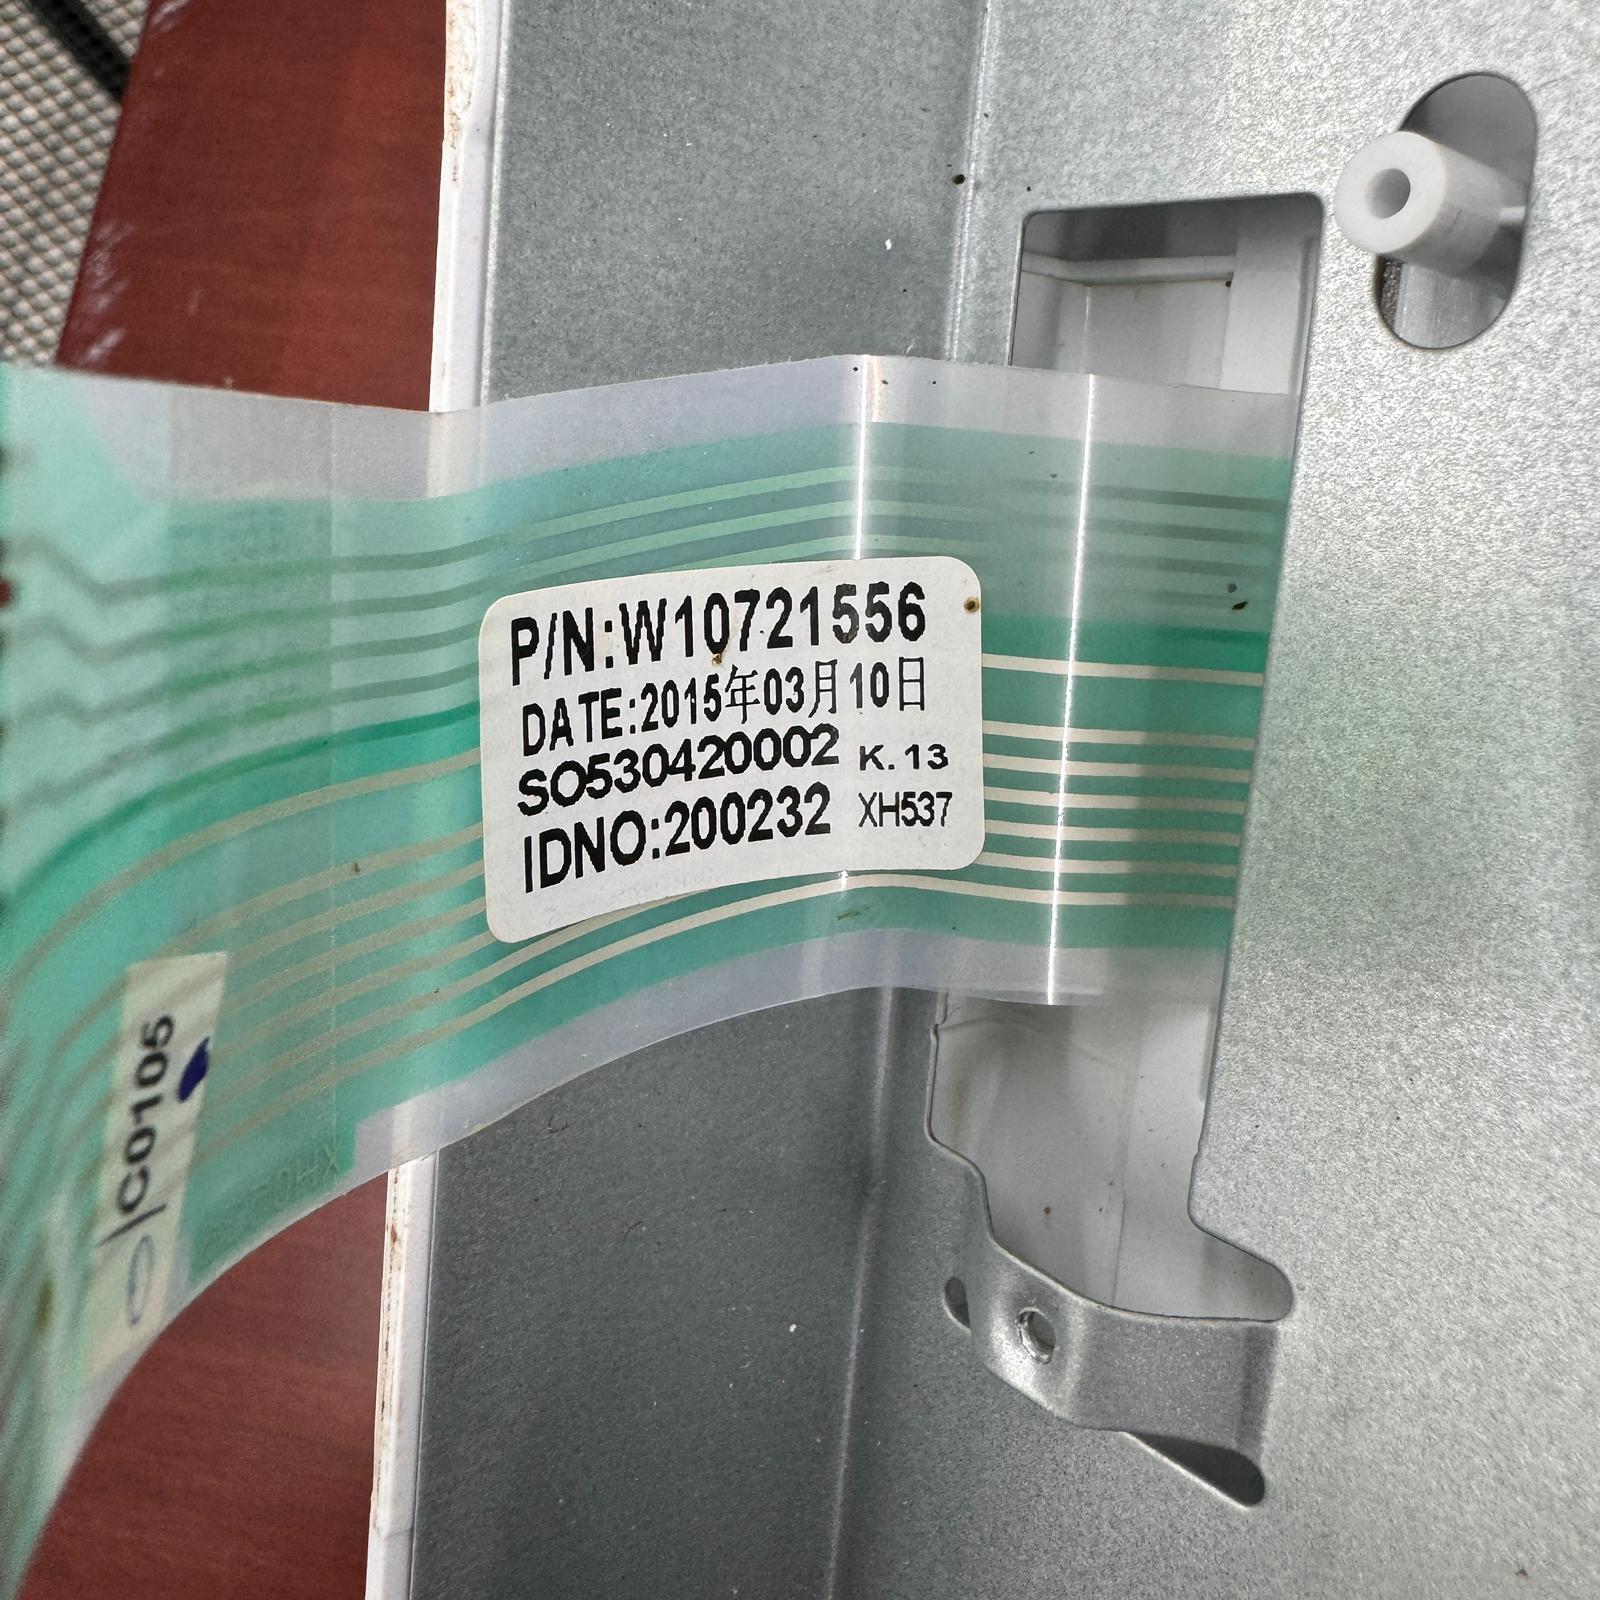 P/N:W10721556
DATE:2015年03月10日
SO530420002 K.13
IDNO:200232 XH537
C0105